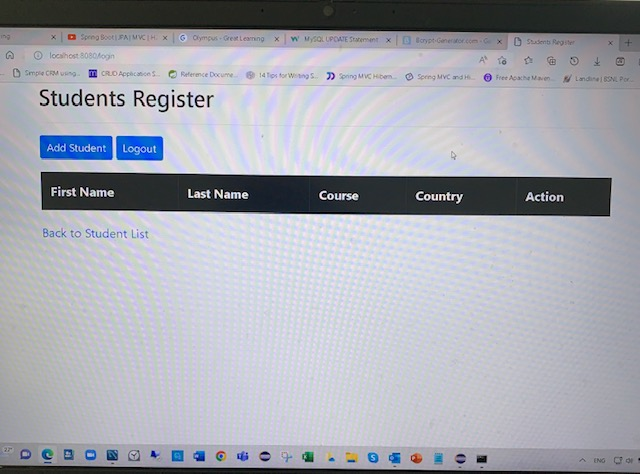 Spring Boot | JPA | MVC | H
Olympus - Great Learning
MySQL UPDATE Statement
Bcrypt-Generator.com - G
Students Register
localhost:8080/login
Simple CRM using...
CRUD Application S...
Reference Docume...
14 Tips for Writing S...
Spring MVC Hibern...
Spring MVC and Hi...
Free Apache Maven...
Landline | BSNL Por...
Students Register
Add Student Logout
First Name Last Name Course Country Action
Back to Student List
22°
ENG